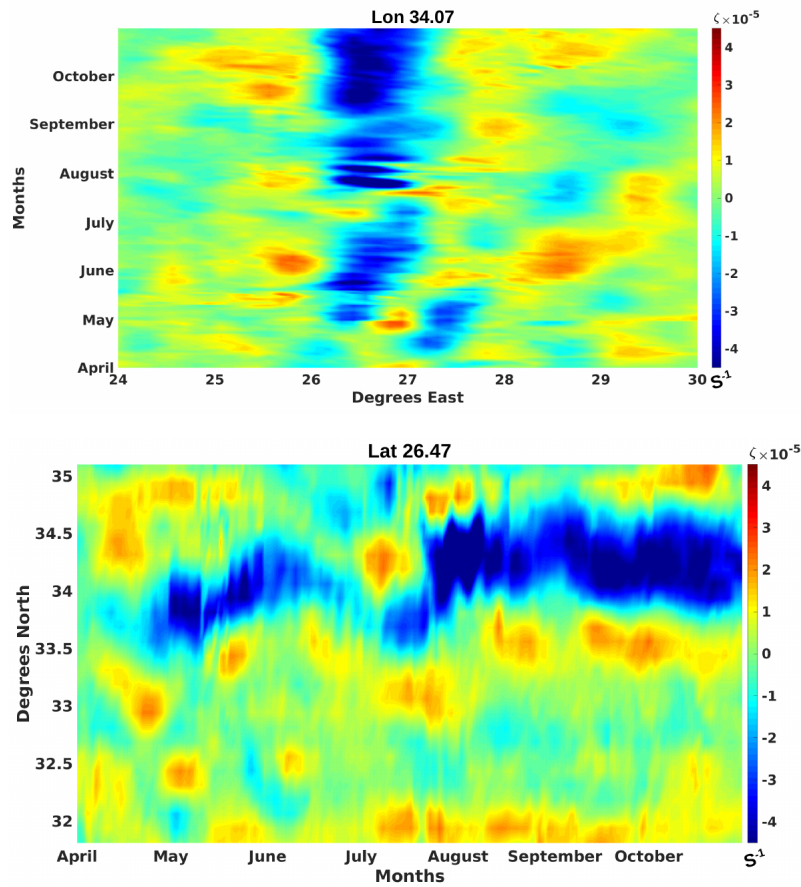 Lon 34.07
ζ×10⁻⁵
4
3
2
1
0
-1
-2
-3
-4
S⁻¹
Months
October
September
August
July
June
May
April
24 25 26 27 28 29 30
Degrees East
Lat 26.47
ζ×10⁻⁵
4
3
2
1
0
-1
-2
-3
-4
S⁻¹
Degrees North
35
34.5
34
33.5
33
32.5
32
April May June July August September October
Months